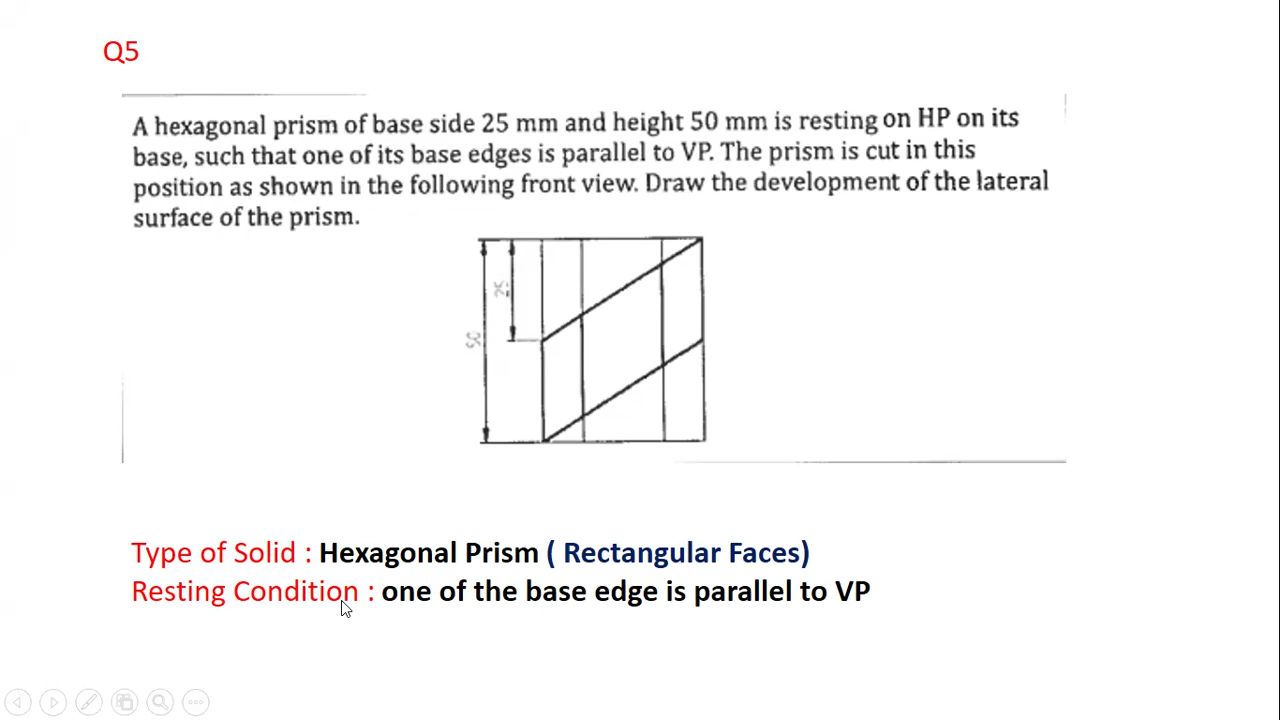 Q5
A hexagonal prism of base side 25 mm and height 50 mm is resting on HP on its
base, such that one of its base edges is parallel to VP. The prism is cut in this
position as shown in the following front view. Draw the development of the lateral
surface of the prism.
25
50
Type of Solid : Hexagonal Prism ( Rectangular Faces)
Resting Condition : one of the base edge is parallel to VP